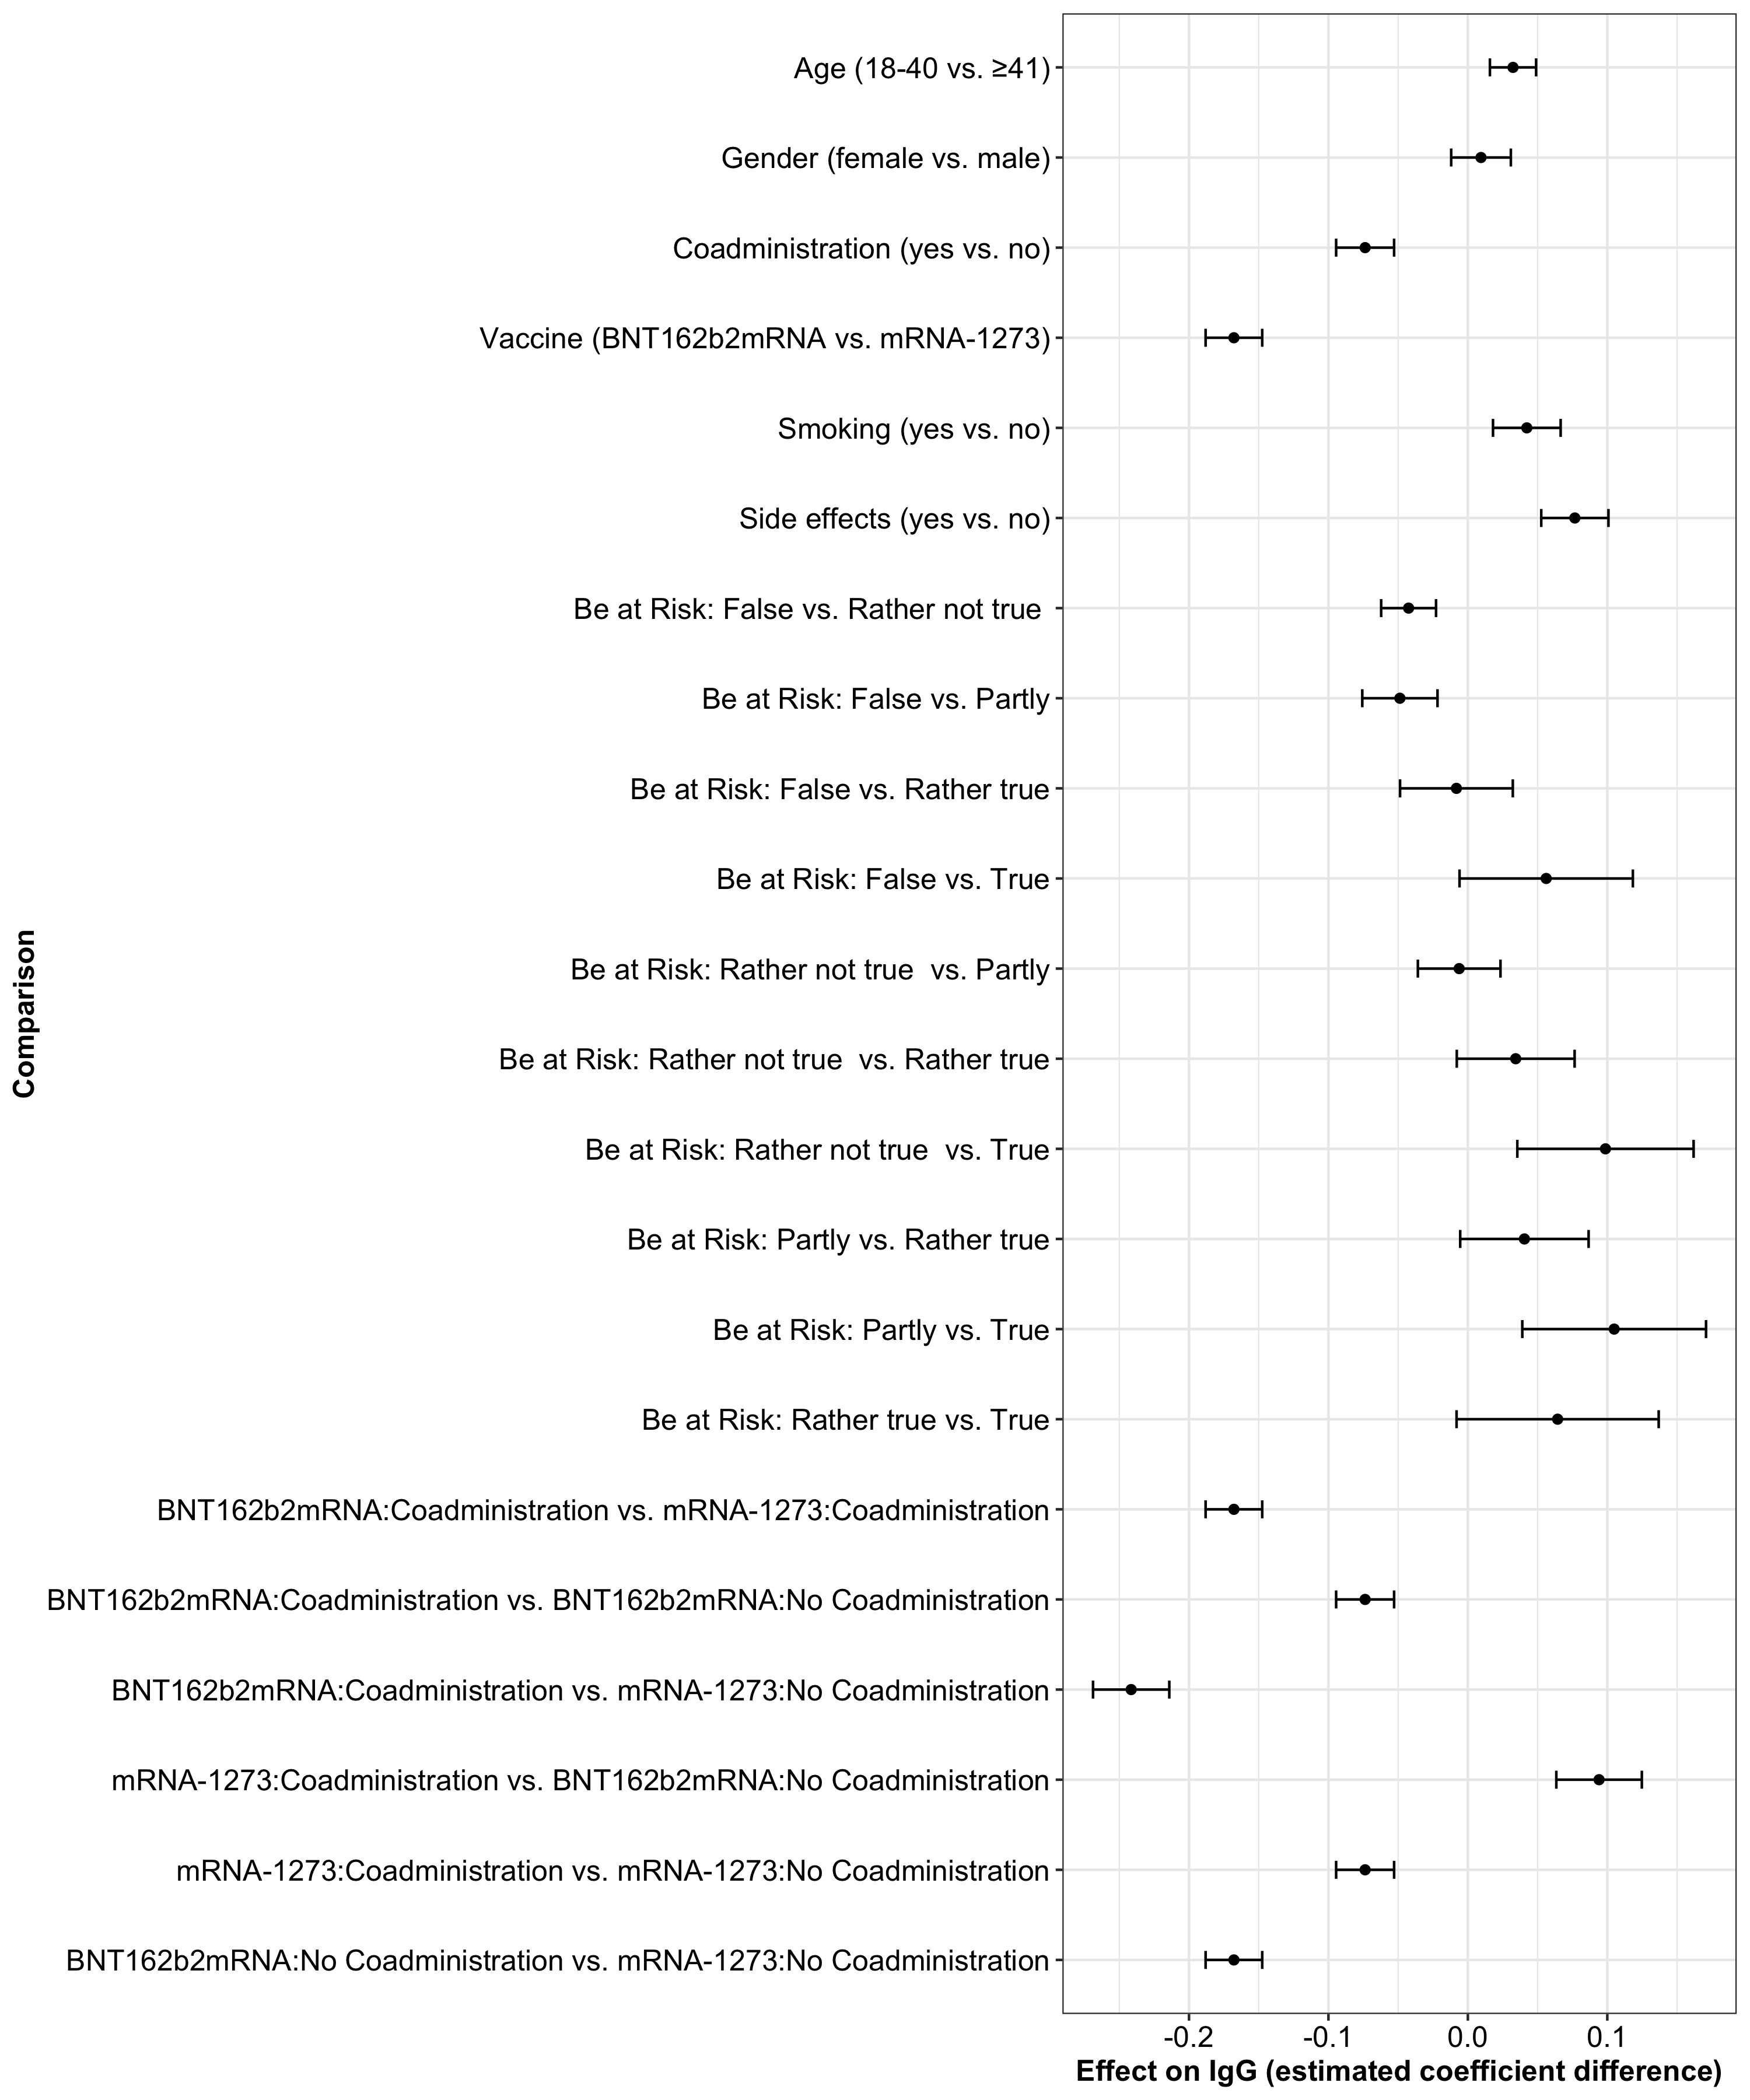 Comparison
Age (18-40 vs. ≥41)
Gender (female vs. male)
Coadministration (yes vs. no)
Vaccine (BNT162b2mRNA vs. mRNA-1273)
Smoking (yes vs. no)
Side effects (yes vs. no)
Be at Risk: False vs. Rather not true
Be at Risk: False vs. Partly
Be at Risk: False vs. Rather true
Be at Risk: False vs. True
Be at Risk: Rather not true  vs. Partly
Be at Risk: Rather not true  vs. Rather true
Be at Risk: Rather not true  vs. True
Be at Risk: Partly vs. Rather true
Be at Risk: Partly vs. True
Be at Risk: Rather true vs. True
BNT162b2mRNA:Coadministration vs. mRNA-1273:Coadministration
BNT162b2mRNA:Coadministration vs. BNT162b2mRNA:No Coadministration
BNT162b2mRNA:Coadministration vs. mRNA-1273:No Coadministration
mRNA-1273:Coadministration vs. BNT162b2mRNA:No Coadministration
mRNA-1273:Coadministration vs. mRNA-1273:No Coadministration
BNT162b2mRNA:No Coadministration vs. mRNA-1273:No Coadministration
-0.2 -0.1 0.0 0.1
Effect on IgG (estimated coefficient difference)